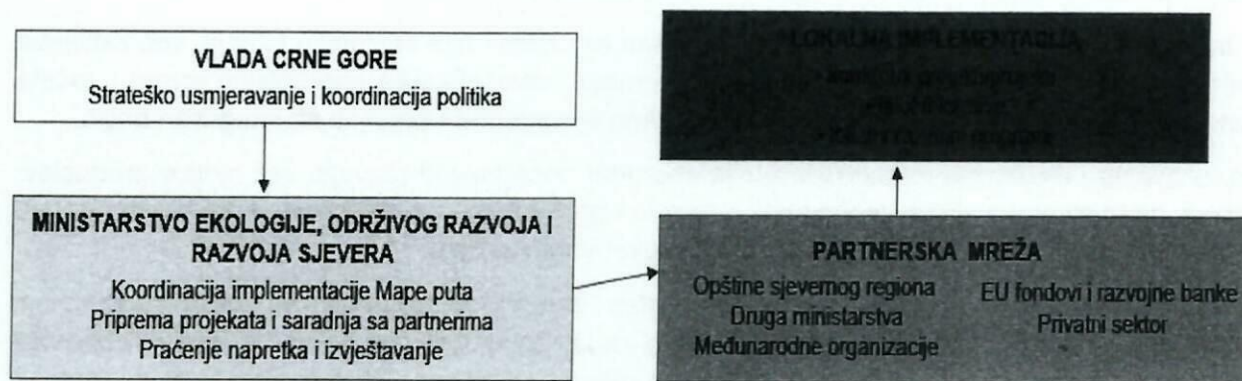 VLADA CRNE GORE
Strateško usmjeravanje i koordinacija politika
MINISTARSTVO EKOLOGIJE, ODRŽIVOG RAZVOJA I
RAZVOJA SJEVERA
Koordinacija implementacije Mape puta
Priprema projekata i saradnja sa partnerima
Praćenje napretka i izvještavanje
LOKALNA IMPLEMENTACIJA
PARTNERSKA MREŽA
Opštine sjevernog regiona
Druga ministarstva
Međunarodne organizacije
EU fondovi i razvojne banke
Privatni sektor